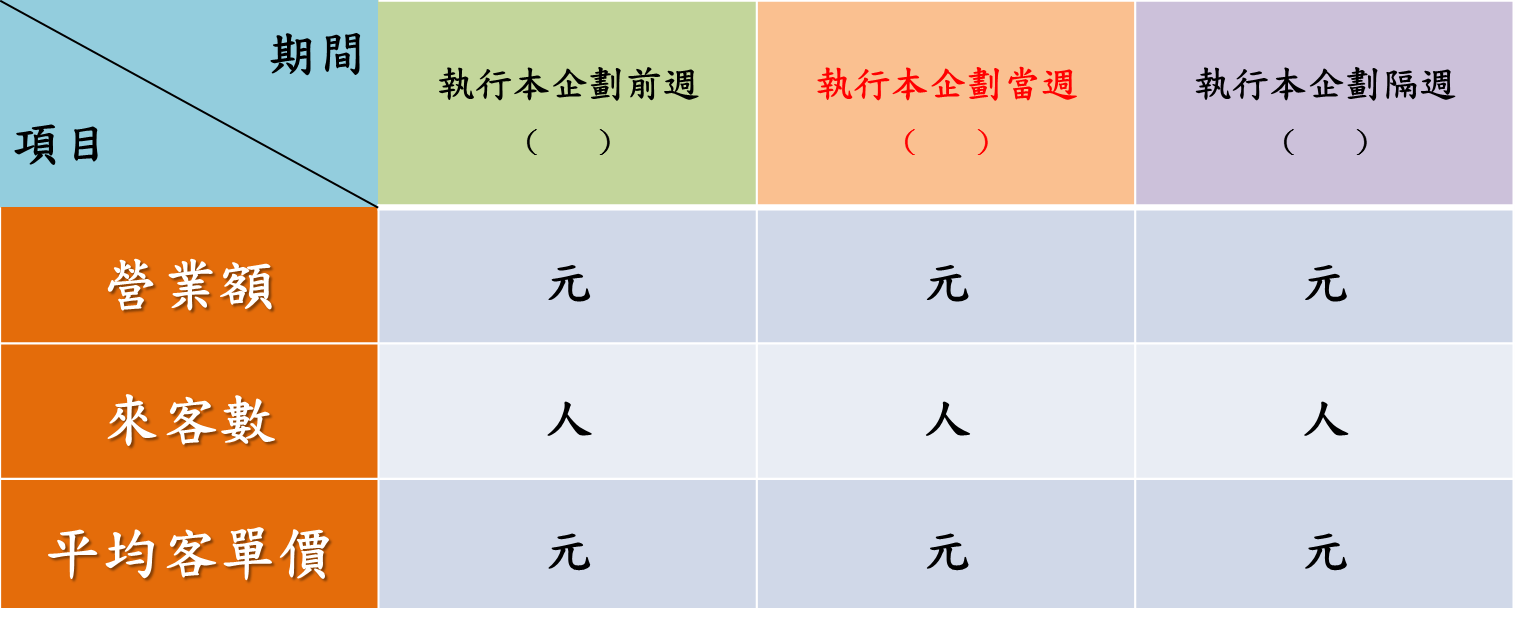 期間
項目
執行本企劃前週
（　）
執行本企劃當週
（　）
執行本企劃隔週
（　）
營業額
元
元
元
來客數
人
人
人
平均客單價
元
元
元